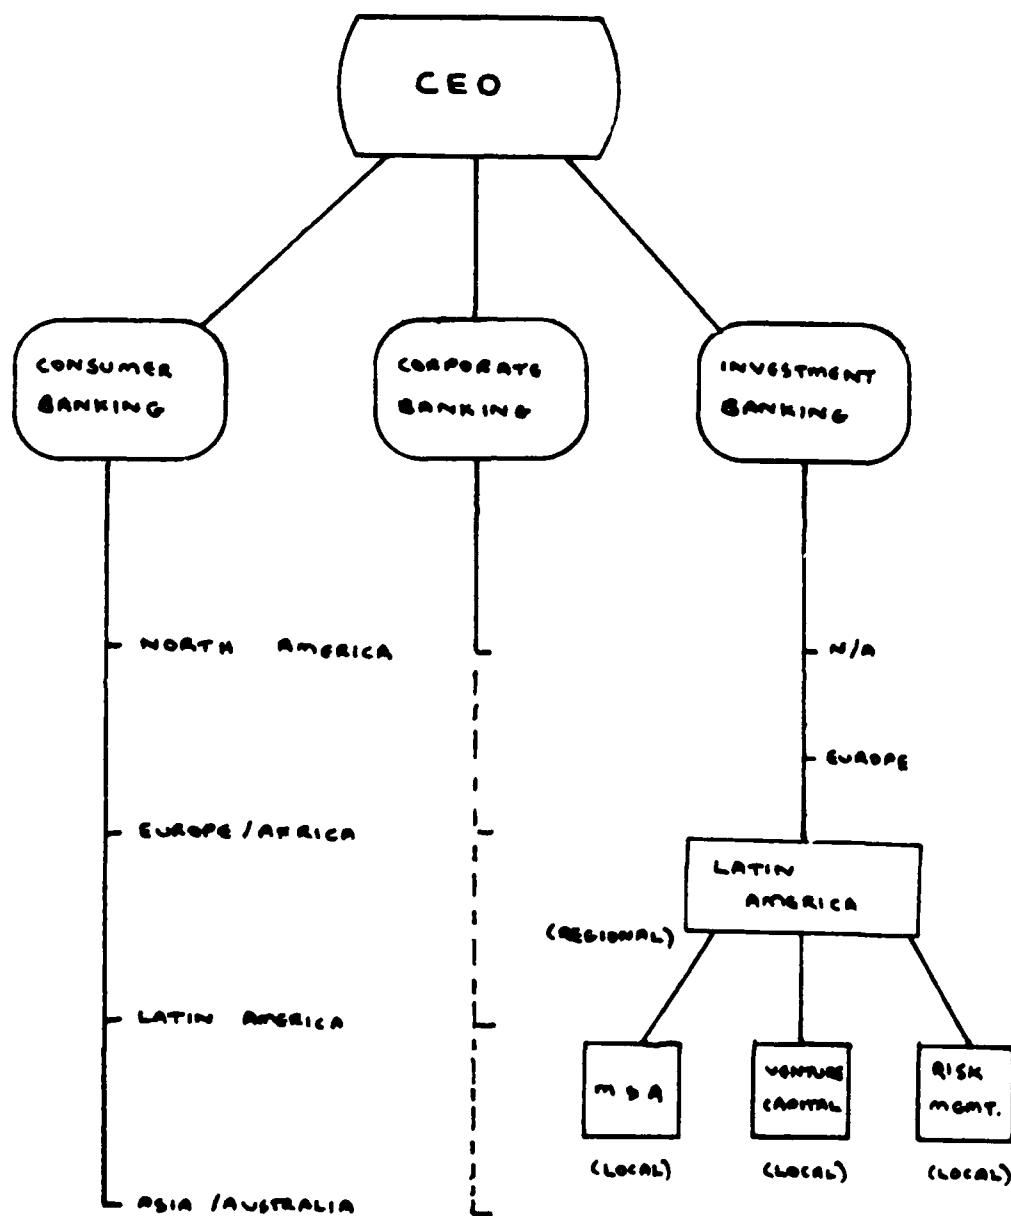 CEO
CONSUMER
BANKING
CORPORATE
BANKING
INVESTMENT
BANKING
NORTH AMERICA
N/A
EUROPE
EUROPE / AFRICA
LATIN
AMERICA
(REGIONAL)
LATIN AMERICA
M & A
VENTURE
CAPITAL
RISK
MGMT.
(LOCAL)
(LOCAL)
(LOCAL)
ASIA / AUSTRALIA